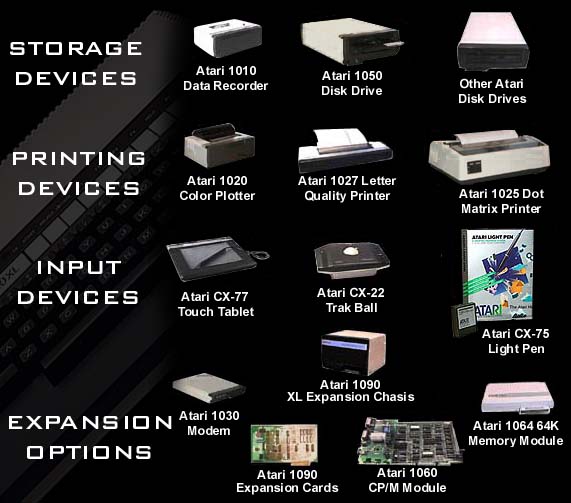 STORAGE
DEVICES
Atari 1010
Data Recorder
Atari 1050
Disk Drive
Other Atari
Disk Drives
PRINTING
DEVICES
Atari 1020
Color Plotter
Atari 1027 Letter
Quality Printer
Atari 1025 Dot
Matrix Printer
INPUT
DEVICES
Atari CX-77
Touch Tablet
Atari CX-22
Trak Ball
ATARI LIGHT PEN
ATARI
Atari CX-75
Light Pen
EXPANSION
OPTIONS
Atari 1030
Modem
Atari 1090
XL Expansion Chasis
Atari 1064 64K
Memory Module
Atari 1090
Expansion Cards
Atari 1060
CP/M Module